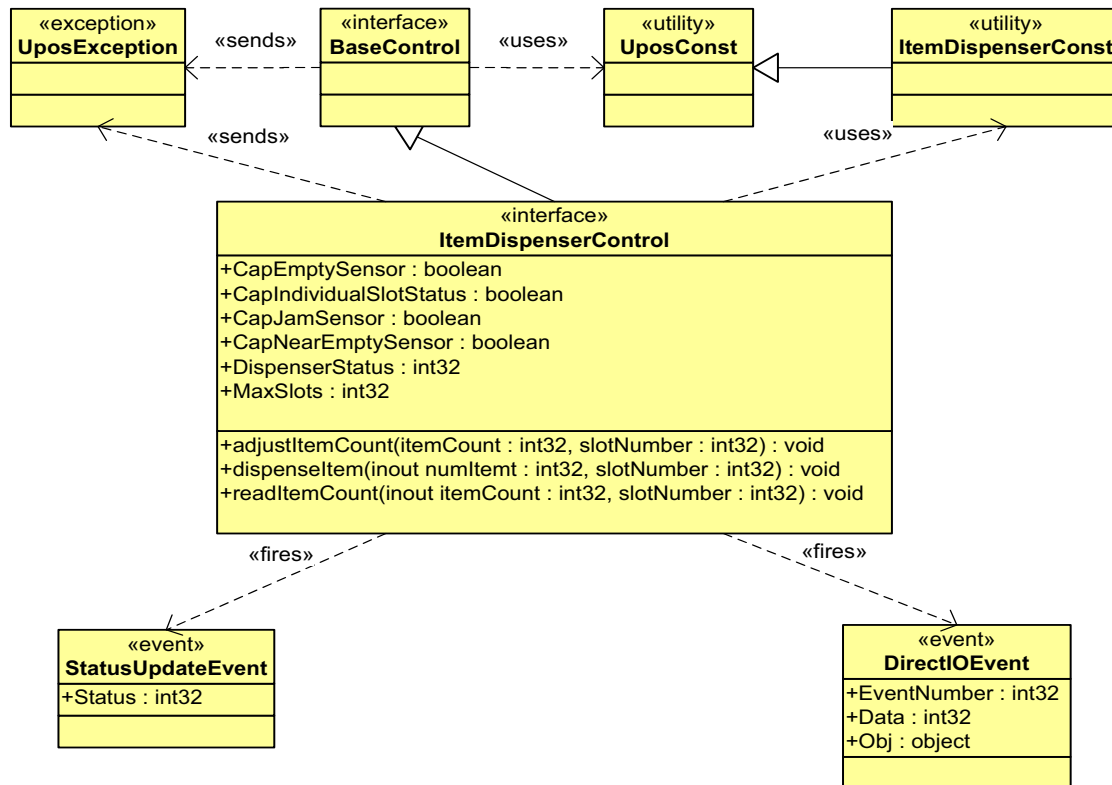 «exception»
UposException
«sends»
«interface»
BaseControl
«uses»
«utility»
UposConst
«utility»
ItemDispenserConst
«sends»
«uses»
«interface»
ItemDispenserControl
+CapEmptySensor : boolean
+CapIndividualSlotStatus : boolean
+CapJamSensor : boolean
+CapNearEmptySensor : boolean
+DispenserStatus : int32
+MaxSlots : int32
+adjustItemCount(itemCount : int32, slotNumber : int32) : void
+dispenseItem(inout numItemt : int32, slotNumber : int32) : void
+readItemCount(inout itemCount : int32, slotNumber : int32) : void
«fires»
«fires»
«event»
StatusUpdateEvent
+Status : int32
«event»
DirectIOEvent
+EventNumber : int32
+Data : int32
+Obj : object